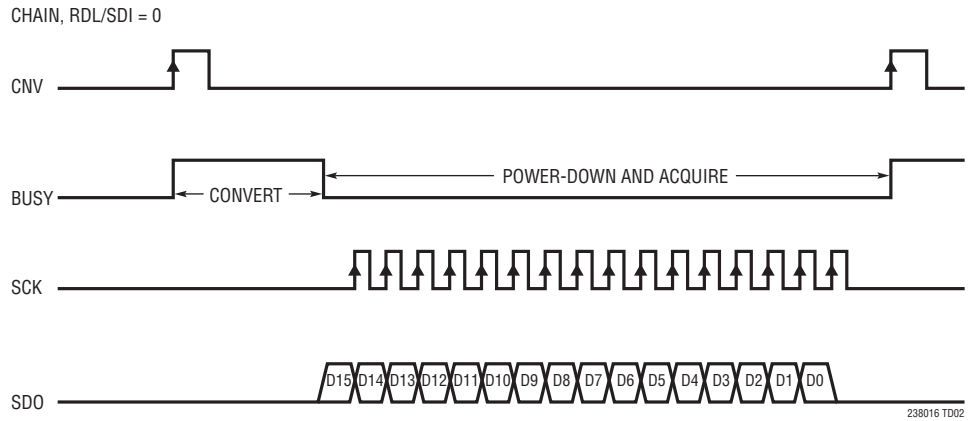 CHAIN, RDL/SDI = 0
CNV
BUSY
CONVERT
POWER-DOWN AND ACQUIRE
SCK
SDO
D15 D14 D13 D12 D11 D10 D9 D8 D7 D6 D5 D4 D3 D2 D1 D0
238016 TD02